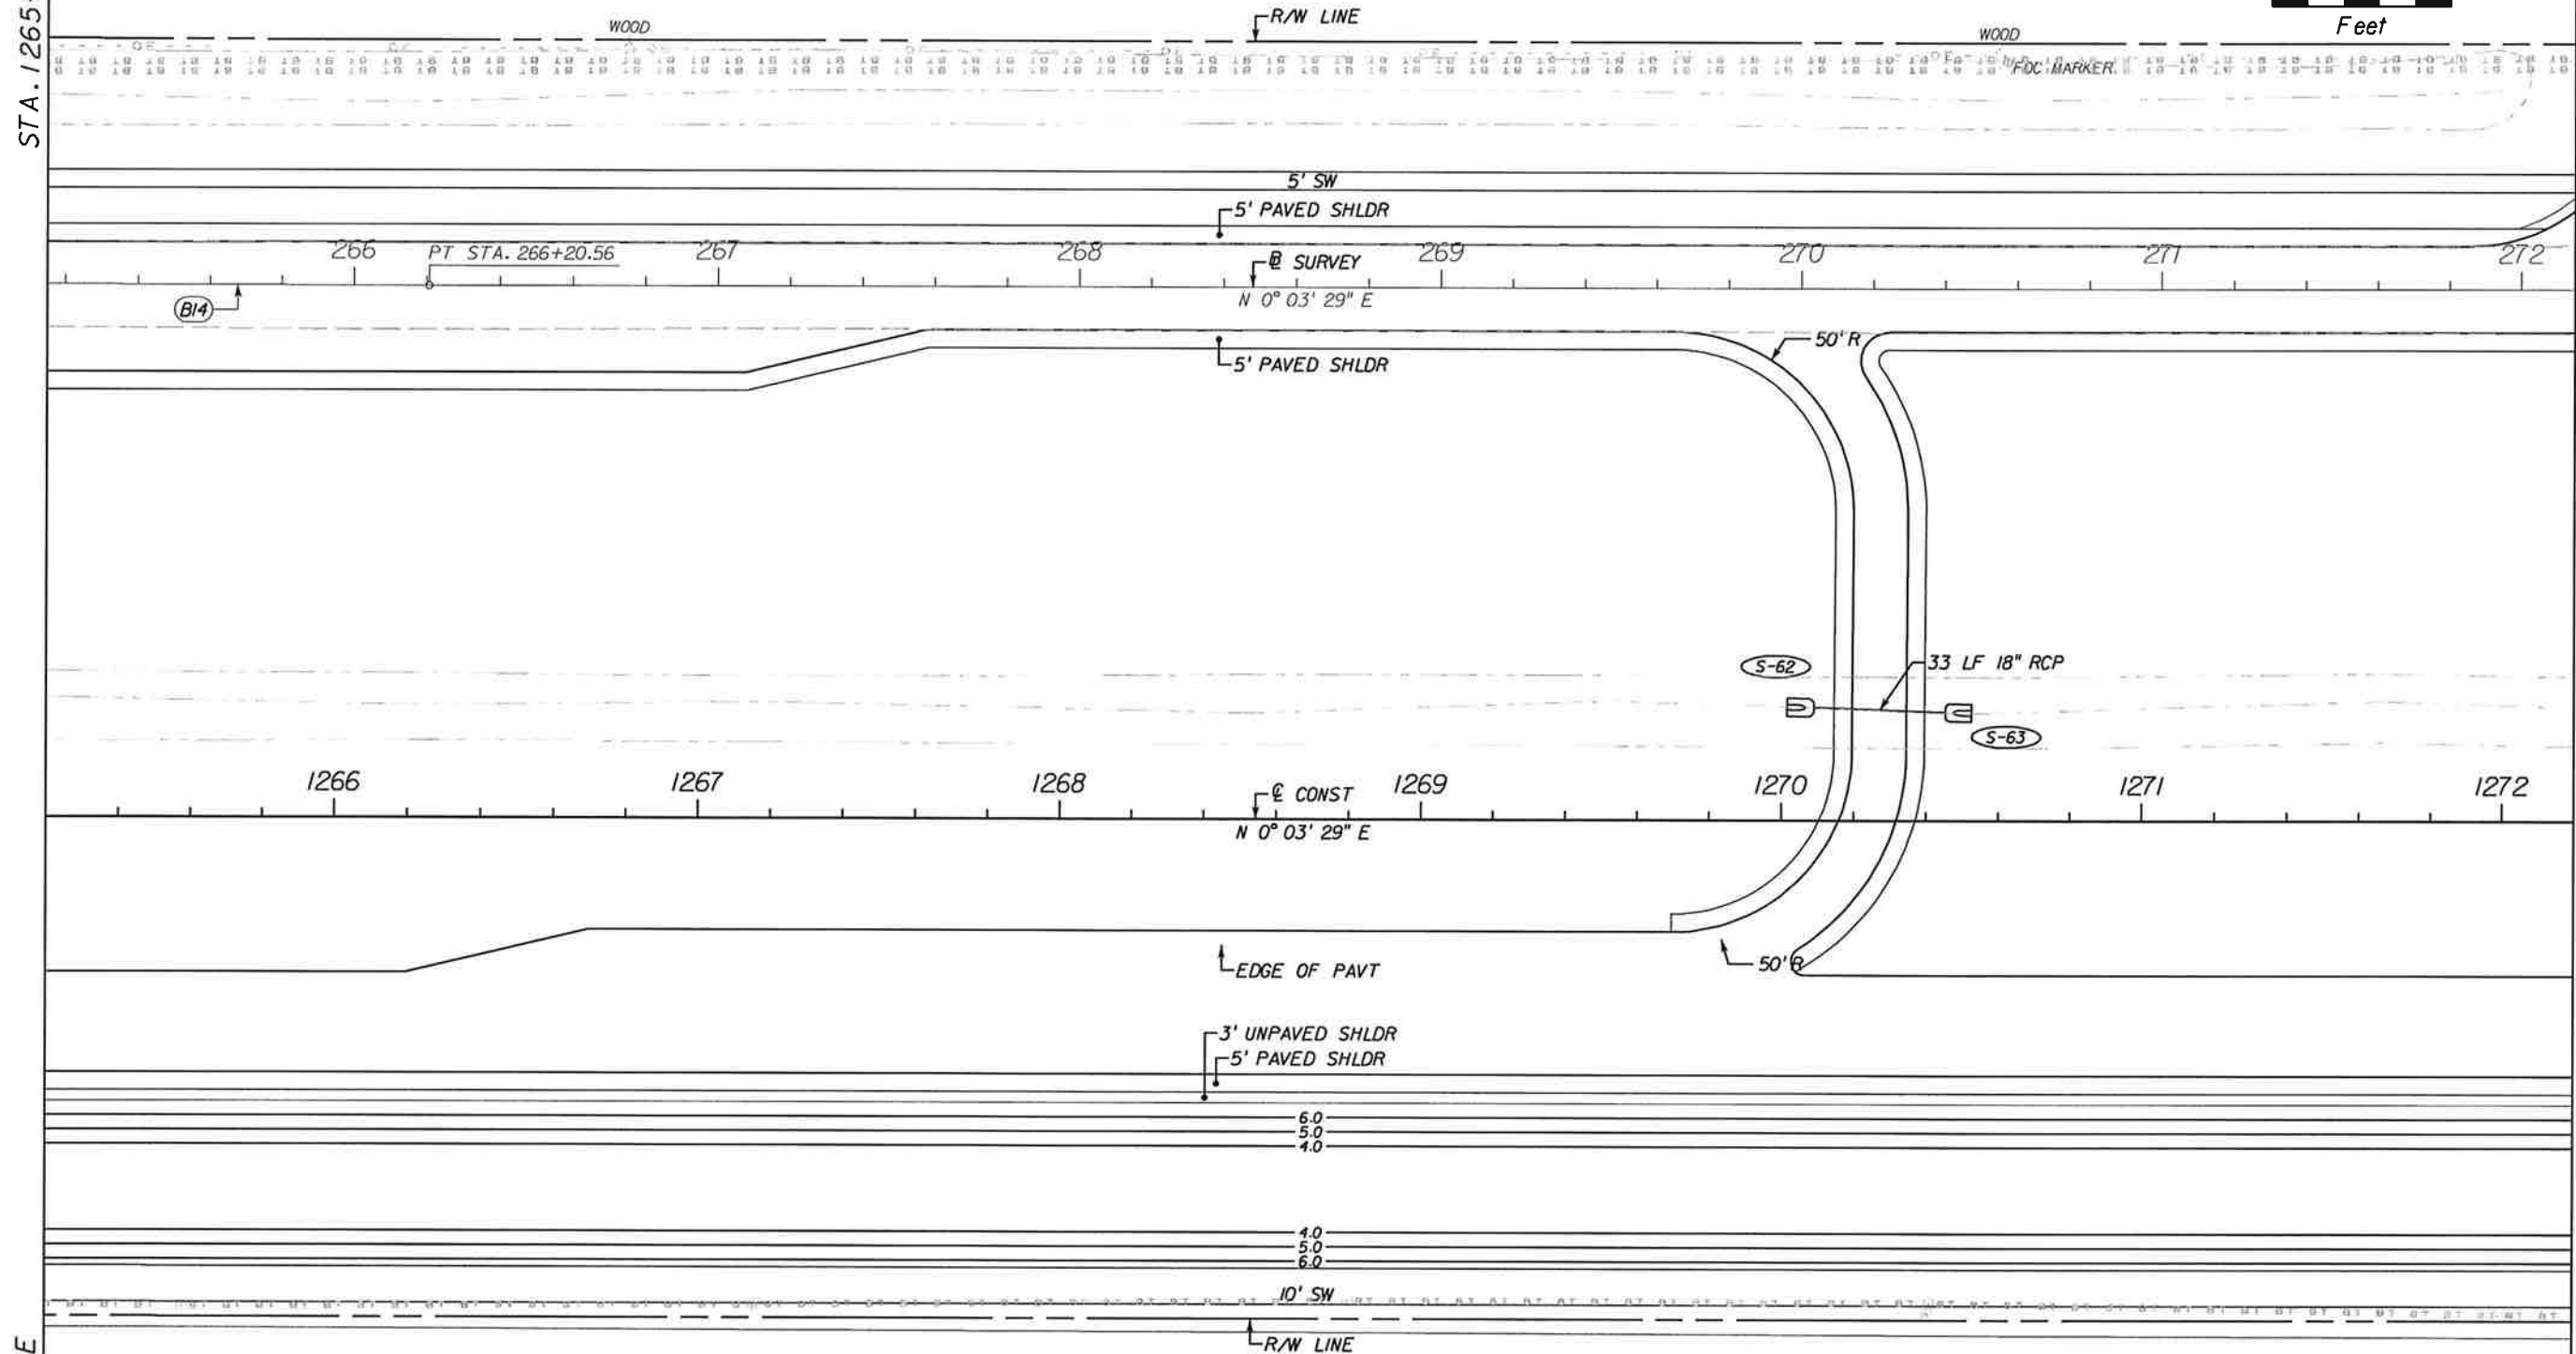 STA. 1265
Feet
WOOD
R/W LINE
WOOD
FOC MARKER
5' SW
5' PAVED SHLDR
266
PT STA. 266+20.56
267
268
269
270
271
272
B14
℄ SURVEY
N 0° 03' 29" E
5' PAVED SHLDR
50' R
S-62
33 LF 18" RCP
S-63
1266
1267
1268
1269
1270
1271
1272
℄ CONST
N 0° 03' 29" E
EDGE OF PAVT
50' R
3' UNPAVED SHLDR
5' PAVED SHLDR
6.0
5.0
4.0
4.0
5.0
6.0
10' SW
R/W LINE
E